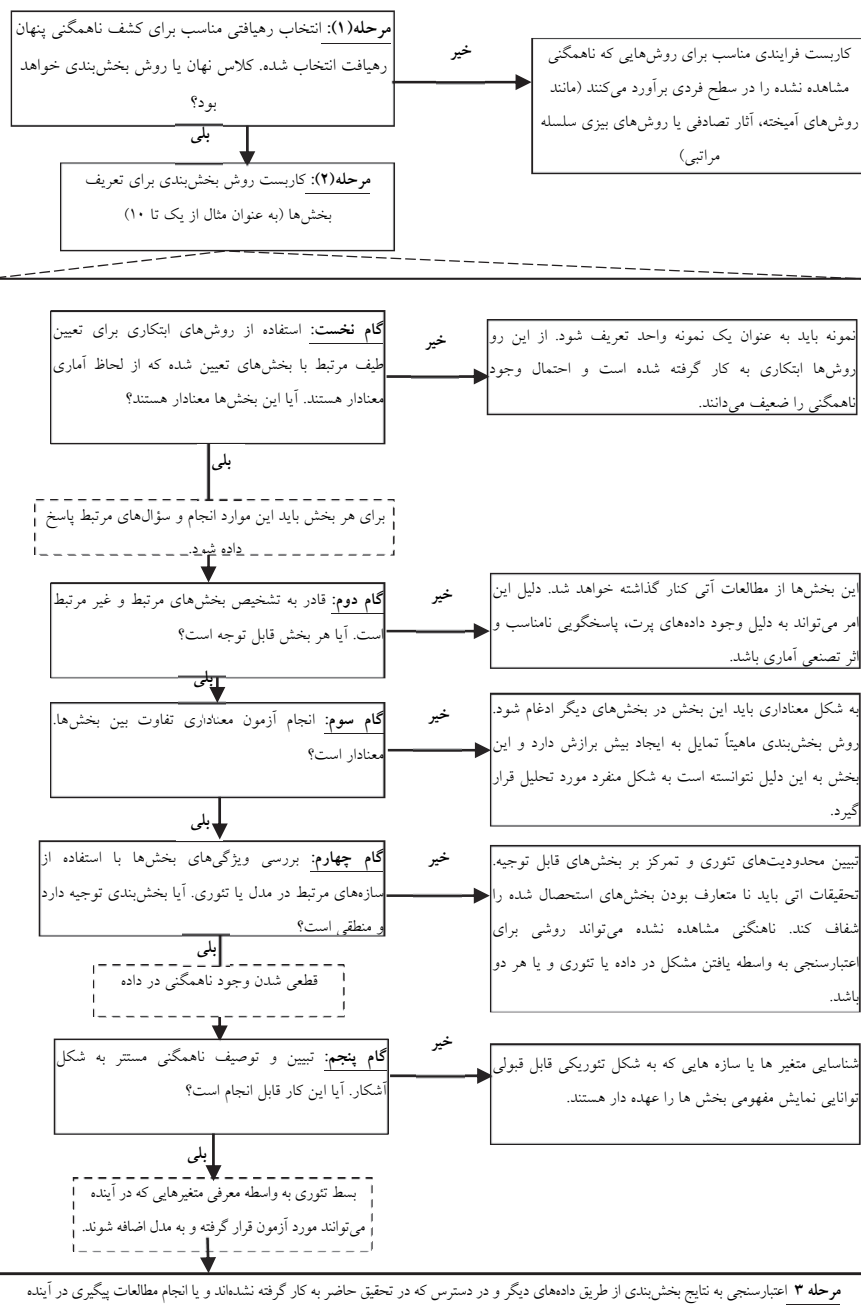 مرحله(۱): انتخاب رهیافتی مناسب برای کشف ناهمگنی پنهان
رهیافت انتخاب شده. کلاس نهان یا روش بخش‌بندی خواهد
بود؟
خیر
کاربست فرایندی مناسب برای روش‌هایی که ناهمگنی
مشاهده نشده را در سطح فردی برآورد می‌کنند (مانند
روش‌های آمیخته، آثار تصادفی یا روش‌های بیزی سلسله
مراتبی)
بلی
مرحله(۲): کاربست روش بخش‌بندی برای تعریف
بخش‌ها (به عنوان مثال از یک تا ۱۰)
گام نخست: استفاده از روش‌های ابتکاری برای تعیین
طیف مرتبط با بخش‌های تعیین شده که از لحاظ آماری
معنادار هستند. آیا این بخش‌ها معنادار هستند؟
خیر
نمونه باید به عنوان یک نمونه واحد تعریف شود. از این رو
روش‌ها ابتکاری به کار گرفته شده است و احتمال وجود
ناهمگنی را ضعیف می‌دانند.
بلی
برای هر بخش باید این موارد انجام و سؤال‌های مرتبط پاسخ
داده شود.
گام دوم: قادر به تشخیص بخش‌های مرتبط و غیر مرتبط
است. آیا هر بخش قابل توجه است؟
خیر
این بخش‌ها از مطالعات آتی کنار گذاشته خواهد شد. دلیل این
امر می‌تواند به دلیل وجود داده‌های پرت، پاسخگویی نامناسب و
اثر تصنعی آماری باشد.
بلی
گام سوم: انجام آزمون معناداری تفاوت بین بخش‌ها.
معنادار است؟
خیر
به شکل معناداری باید این بخش در بخش‌های دیگر ادغام شود.
روش بخش‌بندی ماهیتاً تمایل به ایجاد بیش برازش دارد و این
بخش به این دلیل نتوانسته است به شکل منفرد مورد تحلیل قرار
گیرد.
بلی
گام چهارم: بررسی ویژگی‌های بخش‌ها با استفاده از
سازه‌های مرتبط در مدل یا تئوری. آیا بخش‌بندی توجیه دارد
و منطقی است؟
خیر
تبیین محدودیت‌های تئوری و تمرکز بر بخش‌های قابل توجیه.
تحقیقات اتی باید نا متعارف بودن بخش‌های استحصال شده را
شفاف کند. ناهنگنی مشاهده نشده می‌تواند روشی برای
اعتبارسنجی به واسطه یافتن مشکل در داده یا تئوری و یا هر دو
باشد.
بلی
قطعی شدن وجود ناهمگنی در داده
گام پنجم: تبیین و توصیف ناهمگنی مستتر به شکل
آشکار. آیا این کار قابل انجام است؟
خیر
شناسایی متغیر ها یا سازه هایی که به شکل تئوریکی قابل قبولی
توانایی نمایش مفهومی بخش ها را عهده دار هستند.
بلی
بسط تئوری به واسطه معرفی متغیرهایی که در آینده
می‌توانند مورد آزمون قرار گرفته و به مدل اضافه شوند.
مرحله ۳ اعتبارسنجی به نتایج بخش‌بندی از طریق داده‌های دیگر و در دسترس که در تحقیق حاضر به کار گرفته نشده‌اند و یا انجام مطالعات پیگیری در آینده